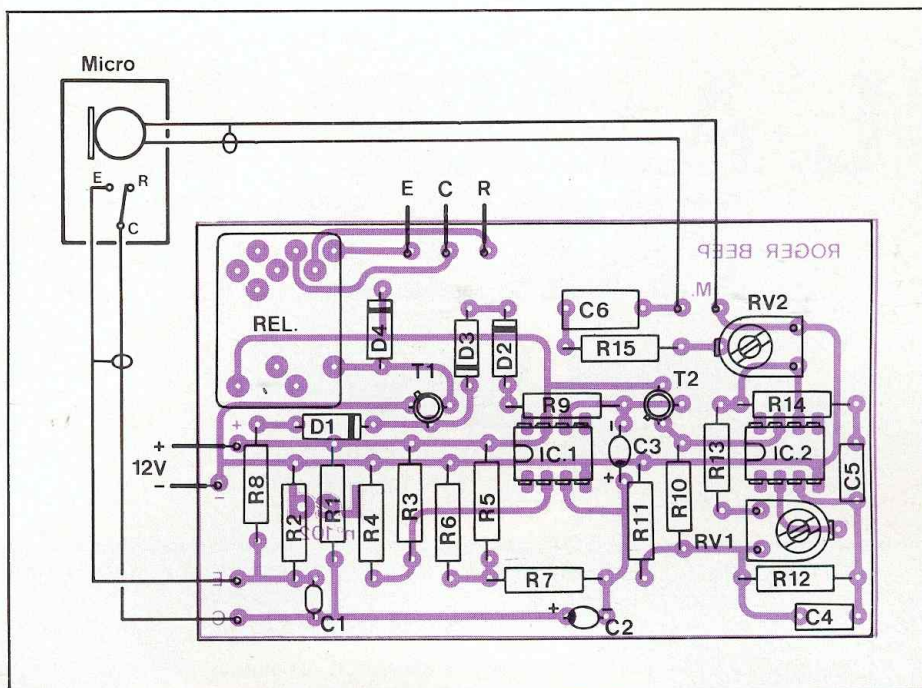 Micro
E
R
C
E C R
ROGER BEEP
M.
RV2
C6
REL.
D4
D3
D2
R15
T1
T2
R9
R14
D1
+
12V
−
+
−
IC.1
−
C3
+
R13
IC.2
C5
R8
R2
R1
R4
R3
R6
R5
R11
R10
RV1
R7
R12
E
C
C1
+
C2
−
C4